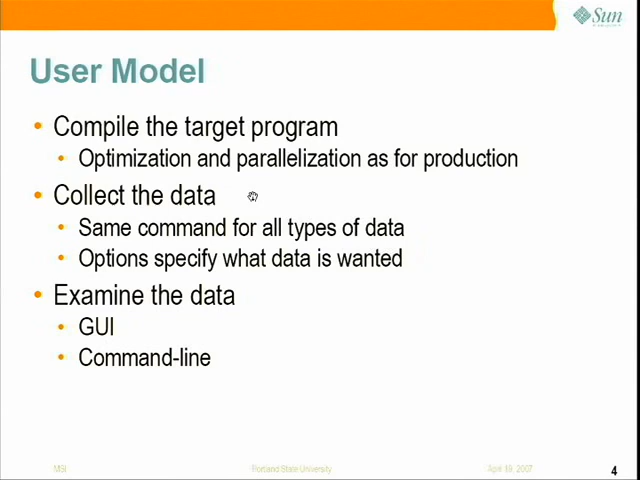 Sun
User Model
• Compile the target program
• Optimization and parallelization as for production
• Collect the data
• Same command for all types of data
• Options specify what data is wanted
• Examine the data
• GUI
• Command-line
Portland State University
April 19, 2007
4